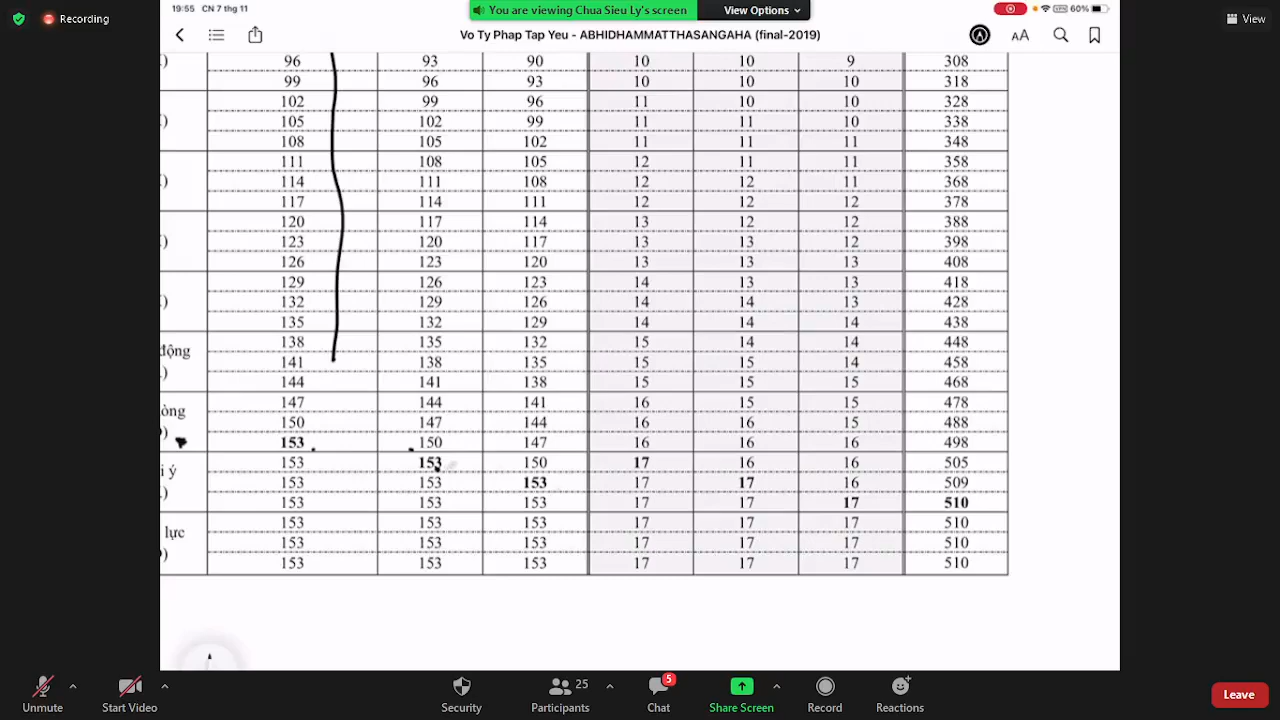 19:55 CN 7 thg 11
You are viewing Chua Sieu Ly's screen
View Options
60%
Recording
View
Vo Ty Phap Tap Yeu - ABHIDHAMMATTHASANGAHA (final-2019)
AA
96 93 90 10 10 9 308
99 96 93 10 10 9 318
102 99 96 11 10 10 328
105 102 99 11 11 10 338
108 105 102 11 11 11 348
111 108 105 12 11 11 358
114 111 108 12 12 11 368
117 114 111 12 12 12 378
120 117 114 13 12 12 388
123 120 117 13 13 12 398
126 123 120 13 13 13 408
129 126 123 14 13 13 418
132 129 126 14 14 13 428
135 132 129 14 14 14 438
138 135 132 15 14 14 448
động
141 138 135 15 15 14 458
144 141 138 15 15 15 468
147 144 141 16 15 15 478
òng
150 147 144 16 16 15 488
153 150 147 16 16 16 498
153 153 150 17 16 16 505
i ý
153 153 153 17 17 16 509
153 153 153 17 17 17 510
153 153 153 17 17 17 510
lực
153 153 153 17 17 17 510
153 153 153 17 17 17 510
Unmute
Start Video
Security
25
Participants
5
Chat
Share Screen
Record
Reactions
Leave